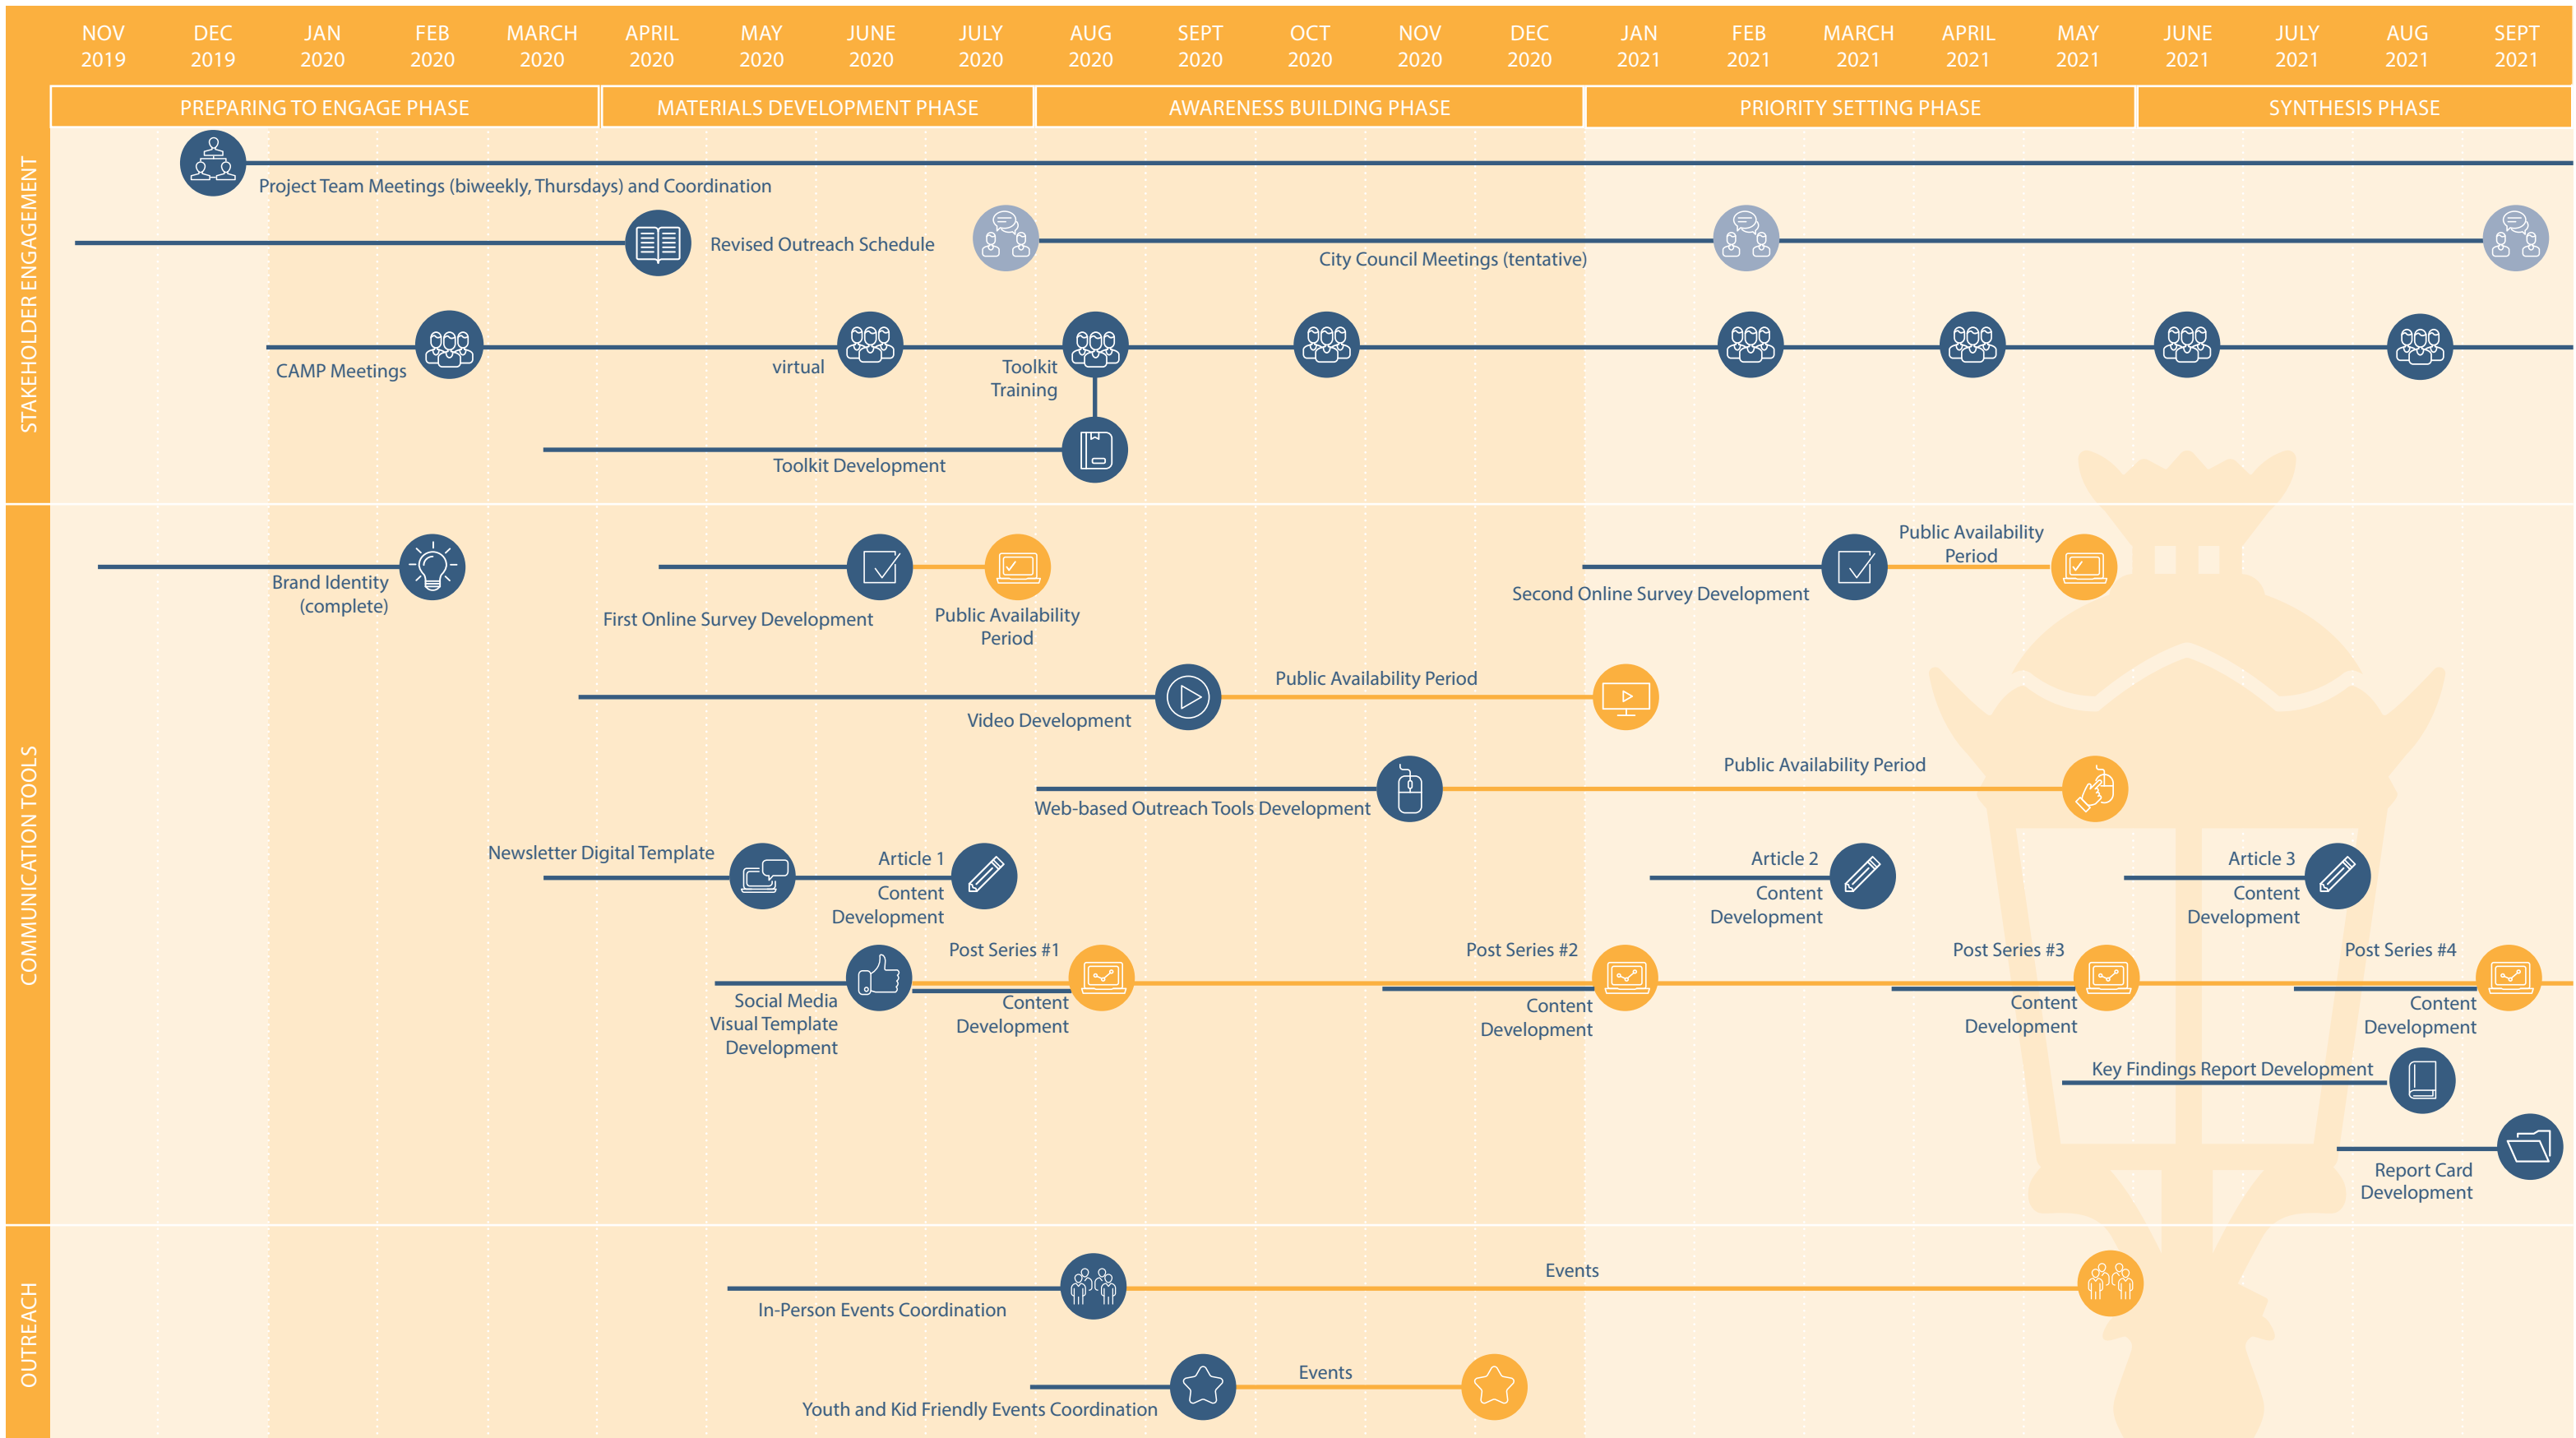 NOV DEC JAN FEB MARCH APRIL MAY JUNE JULY AUG SEPT OCT NOV DEC JAN FEB MARCH APRIL MAY JUNE JULY AUG SEPT
2019 2019 2020 2020 2020 2020 2020 2020 2020 2020 2020 2020 2020 2020 2021 2021 2021 2021 2021 2021 2021 2021 2021
PREPARING TO ENGAGE PHASE MATERIALS DEVELOPMENT PHASE AWARENESS BUILDING PHASE PRIORITY SETTING PHASE SYNTHESIS PHASE
STAKEHOLDER ENGAGEMENT
Project Team Meetings (biweekly, Thursdays) and Coordination
Revised Outreach Schedule
City Council Meetings (tentative)
CAMP Meetings
virtual
Toolkit
Training
Toolkit Development
COMMUNICATION TOOLS
Brand Identity
(complete)
First Online Survey Development
Public Availability
Period
Second Online Survey Development
Public Availability
Period
Video Development
Public Availability Period
Web-based Outreach Tools Development
Public Availability Period
Newsletter Digital Template
Article 1
Content
Development
Article 2
Content
Development
Article 3
Content
Development
Social Media
Visual Template
Development
Post Series #1
Content
Development
Post Series #2
Content
Development
Post Series #3
Content
Development
Post Series #4
Content
Development
Key Findings Report Development
Report Card
Development
OUTREACH
In-Person Events Coordination
Events
Youth and Kid Friendly Events Coordination
Events